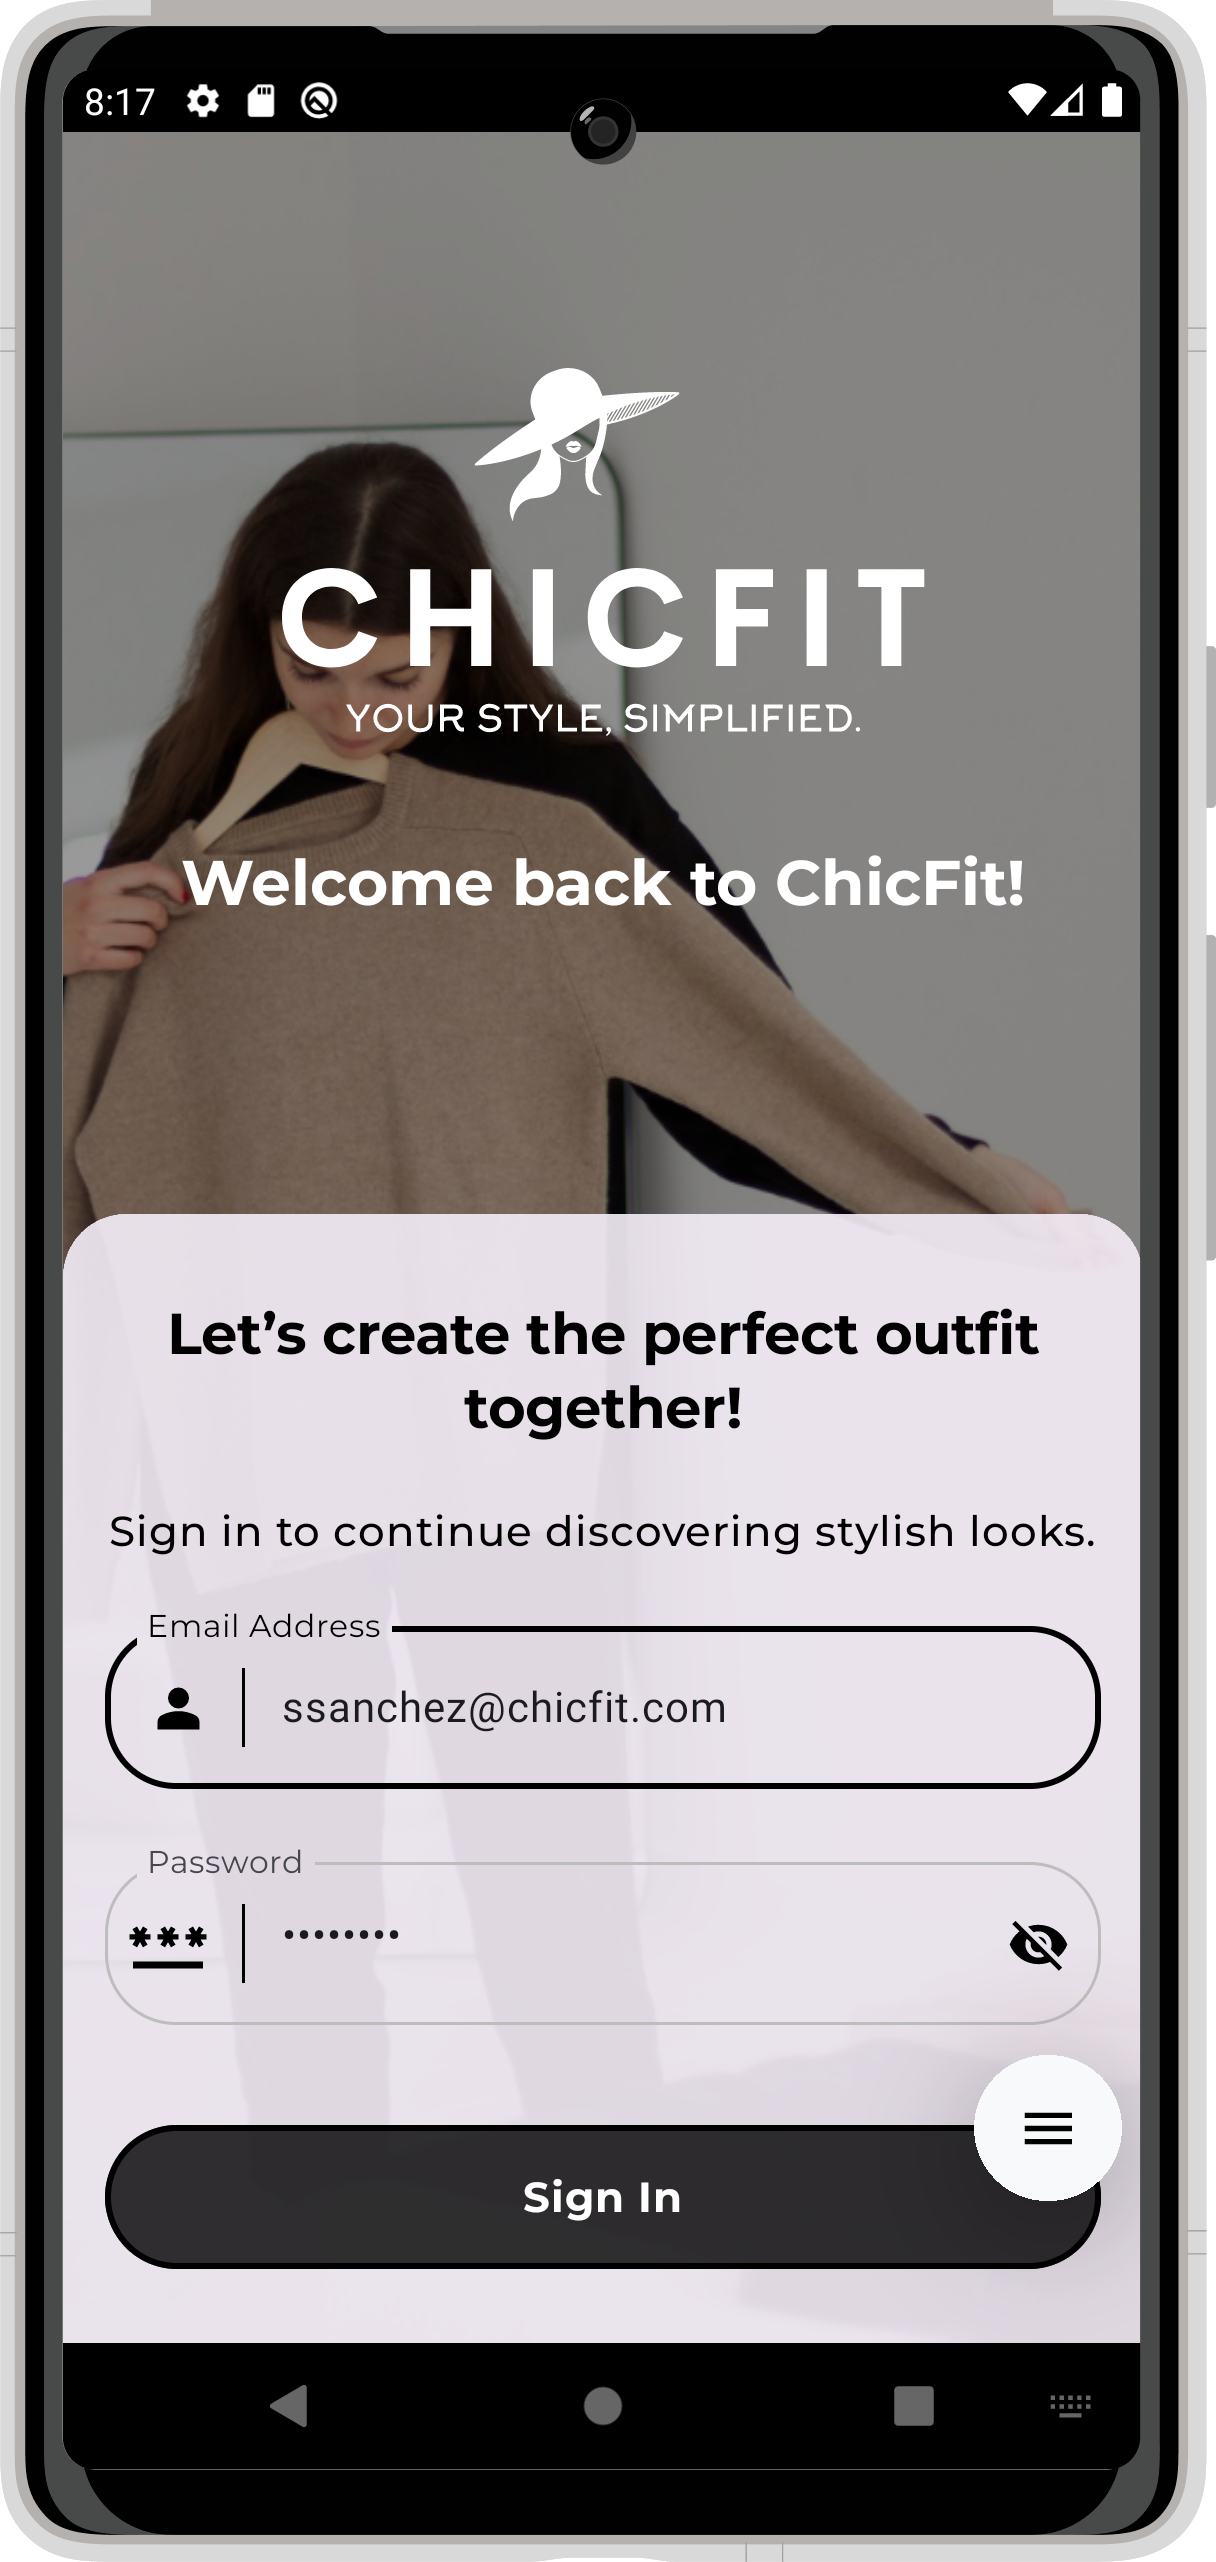 8:17
CHICFIT
YOUR STYLE, SIMPLIFIED.
Welcome back to ChicFit!
Let’s create the perfect outfit
together!
Sign in to continue discovering stylish looks.
Email Address
ssanchez@chicfit.com
Password
***
••••••••
Sign In